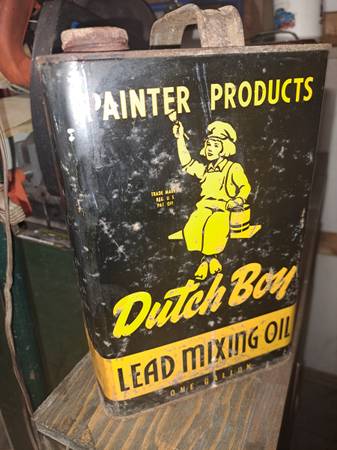 PAINTER PRODUCTS
TRADE MARK
REG. U.S.
PAT. OFF.
Dutch Boy
LEAD MIXING OIL
ONE GALLON